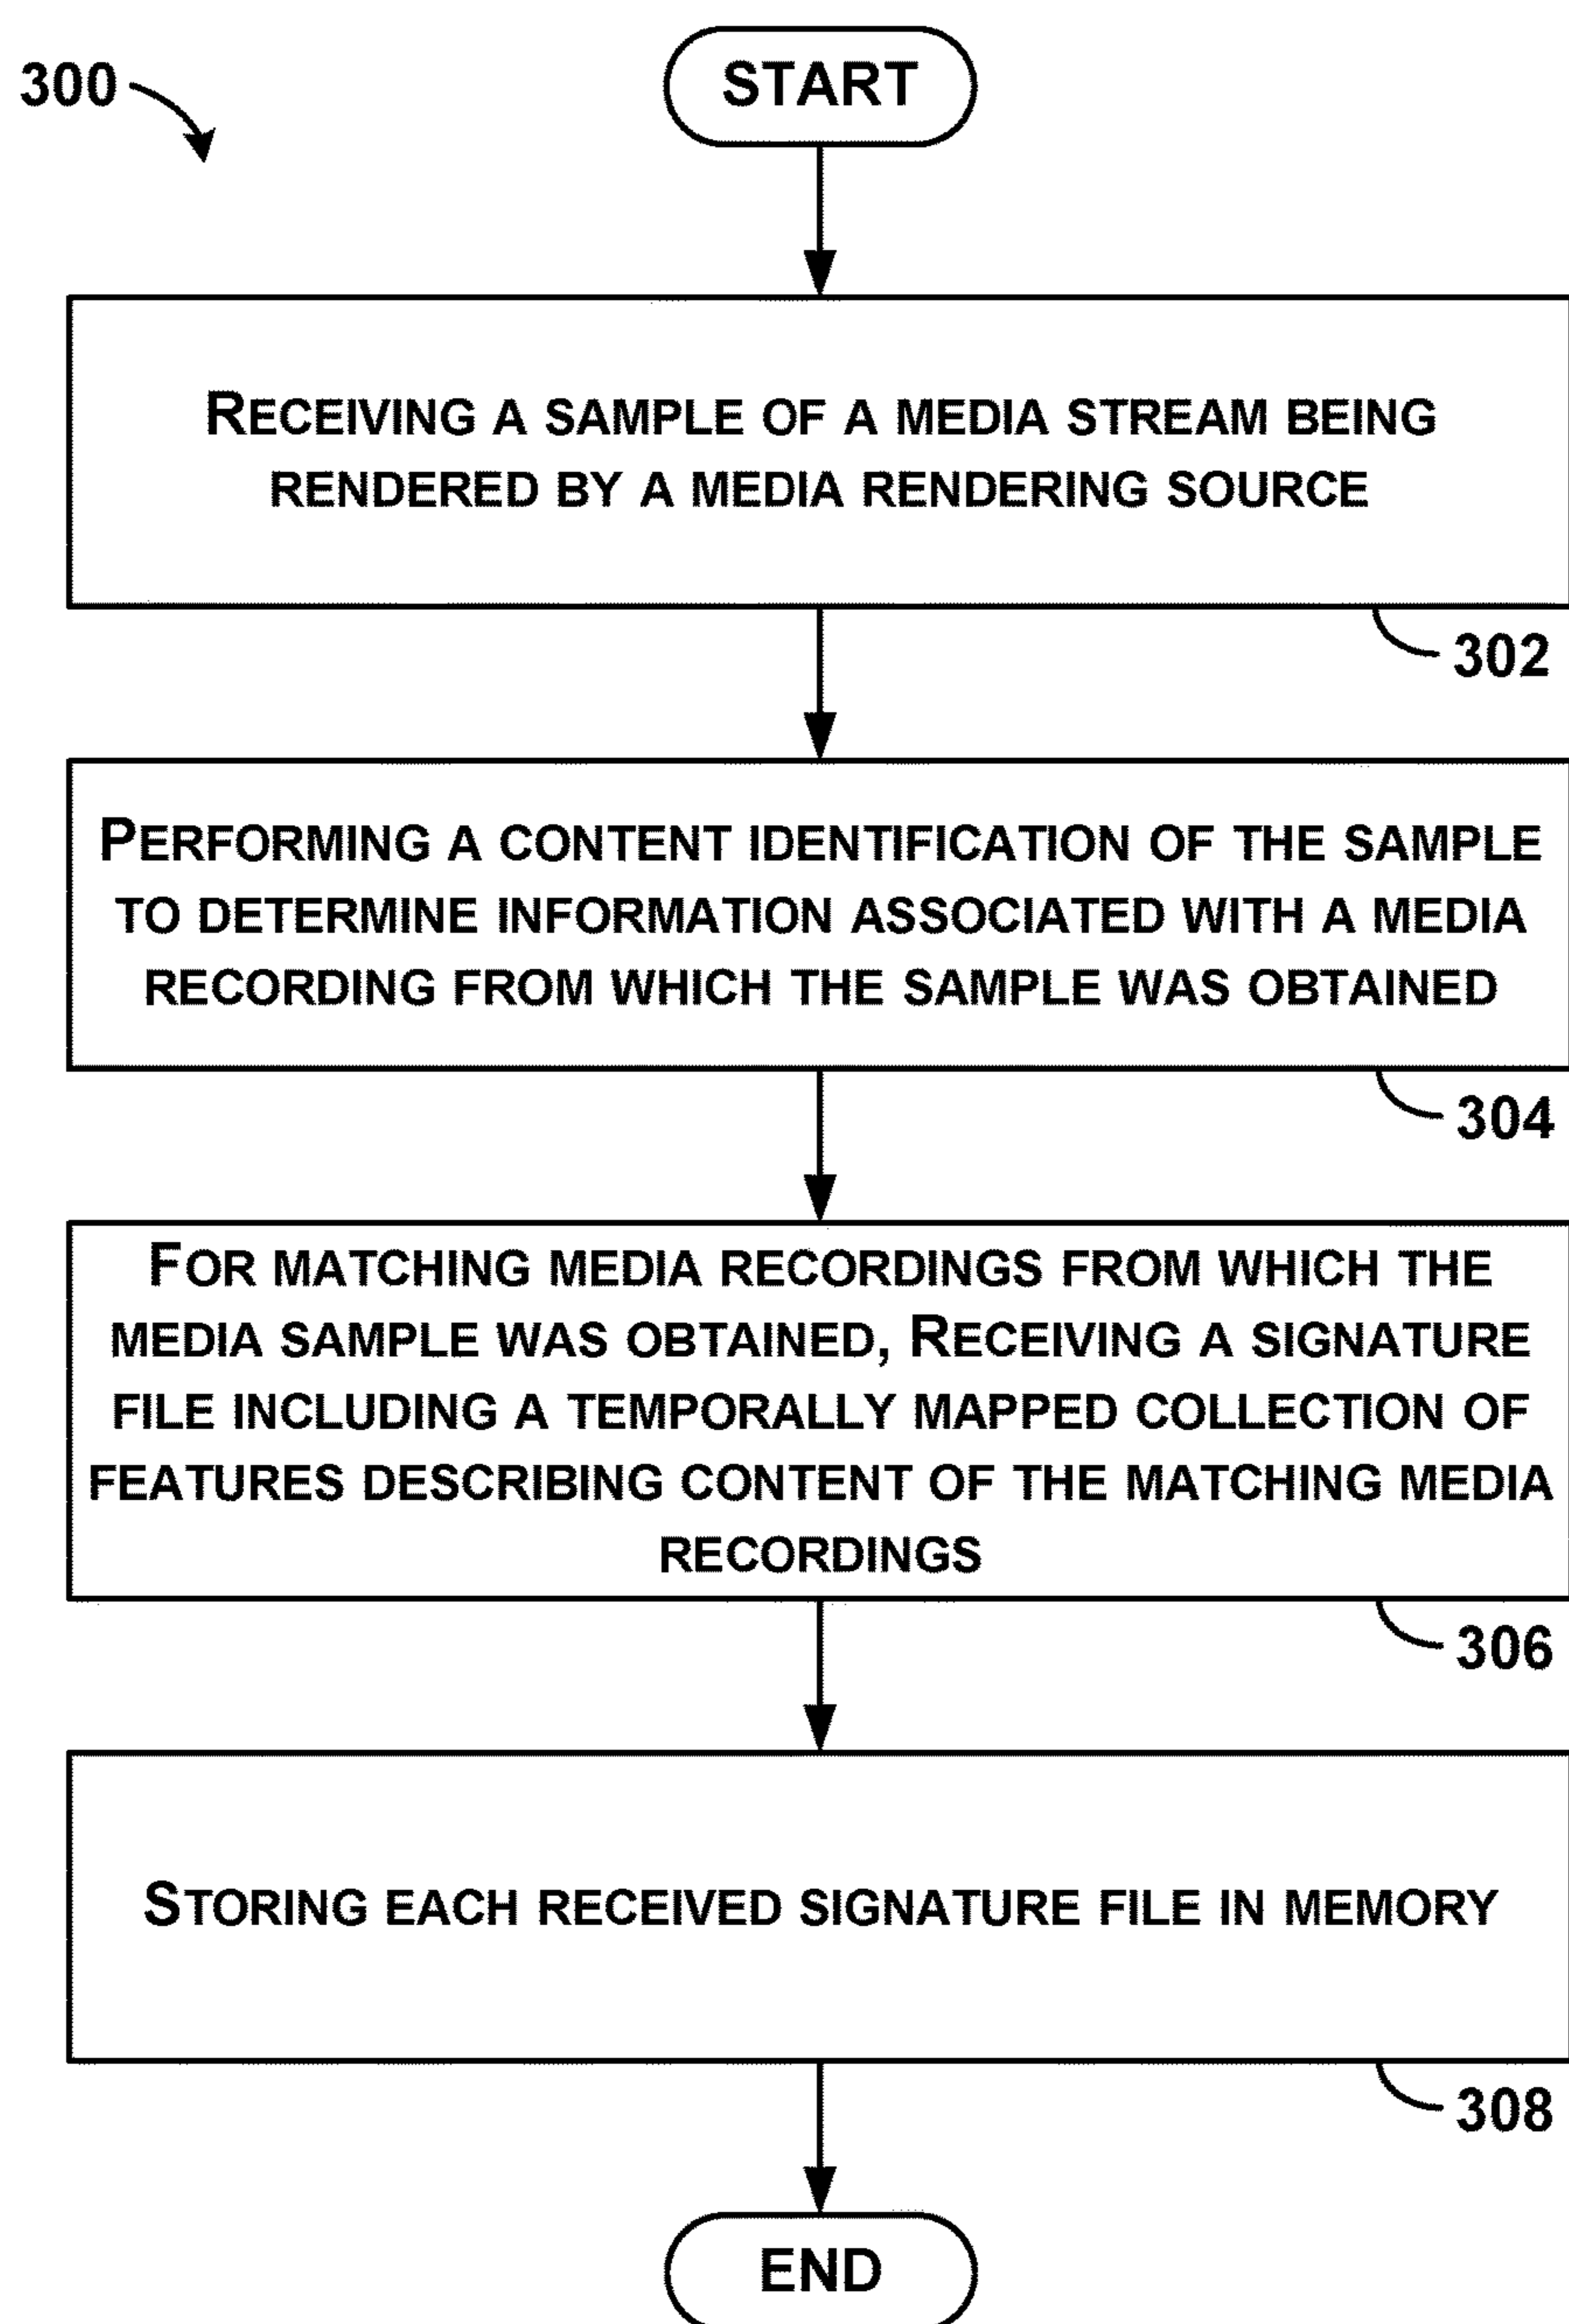 300
START
RECEIVING A SAMPLE OF A MEDIA STREAM BEING
RENDERED BY A MEDIA RENDERING SOURCE
302
PERFORMING A CONTENT IDENTIFICATION OF THE SAMPLE
TO DETERMINE INFORMATION ASSOCIATED WITH A MEDIA
RECORDING FROM WHICH THE SAMPLE WAS OBTAINED
304
FOR MATCHING MEDIA RECORDINGS FROM WHICH THE
MEDIA SAMPLE WAS OBTAINED, RECEIVING A SIGNATURE
FILE INCLUDING A TEMPORALLY MAPPED COLLECTION OF
FEATURES DESCRIBING CONTENT OF THE MATCHING MEDIA
RECORDINGS
306
STORING EACH RECEIVED SIGNATURE FILE IN MEMORY
308
END